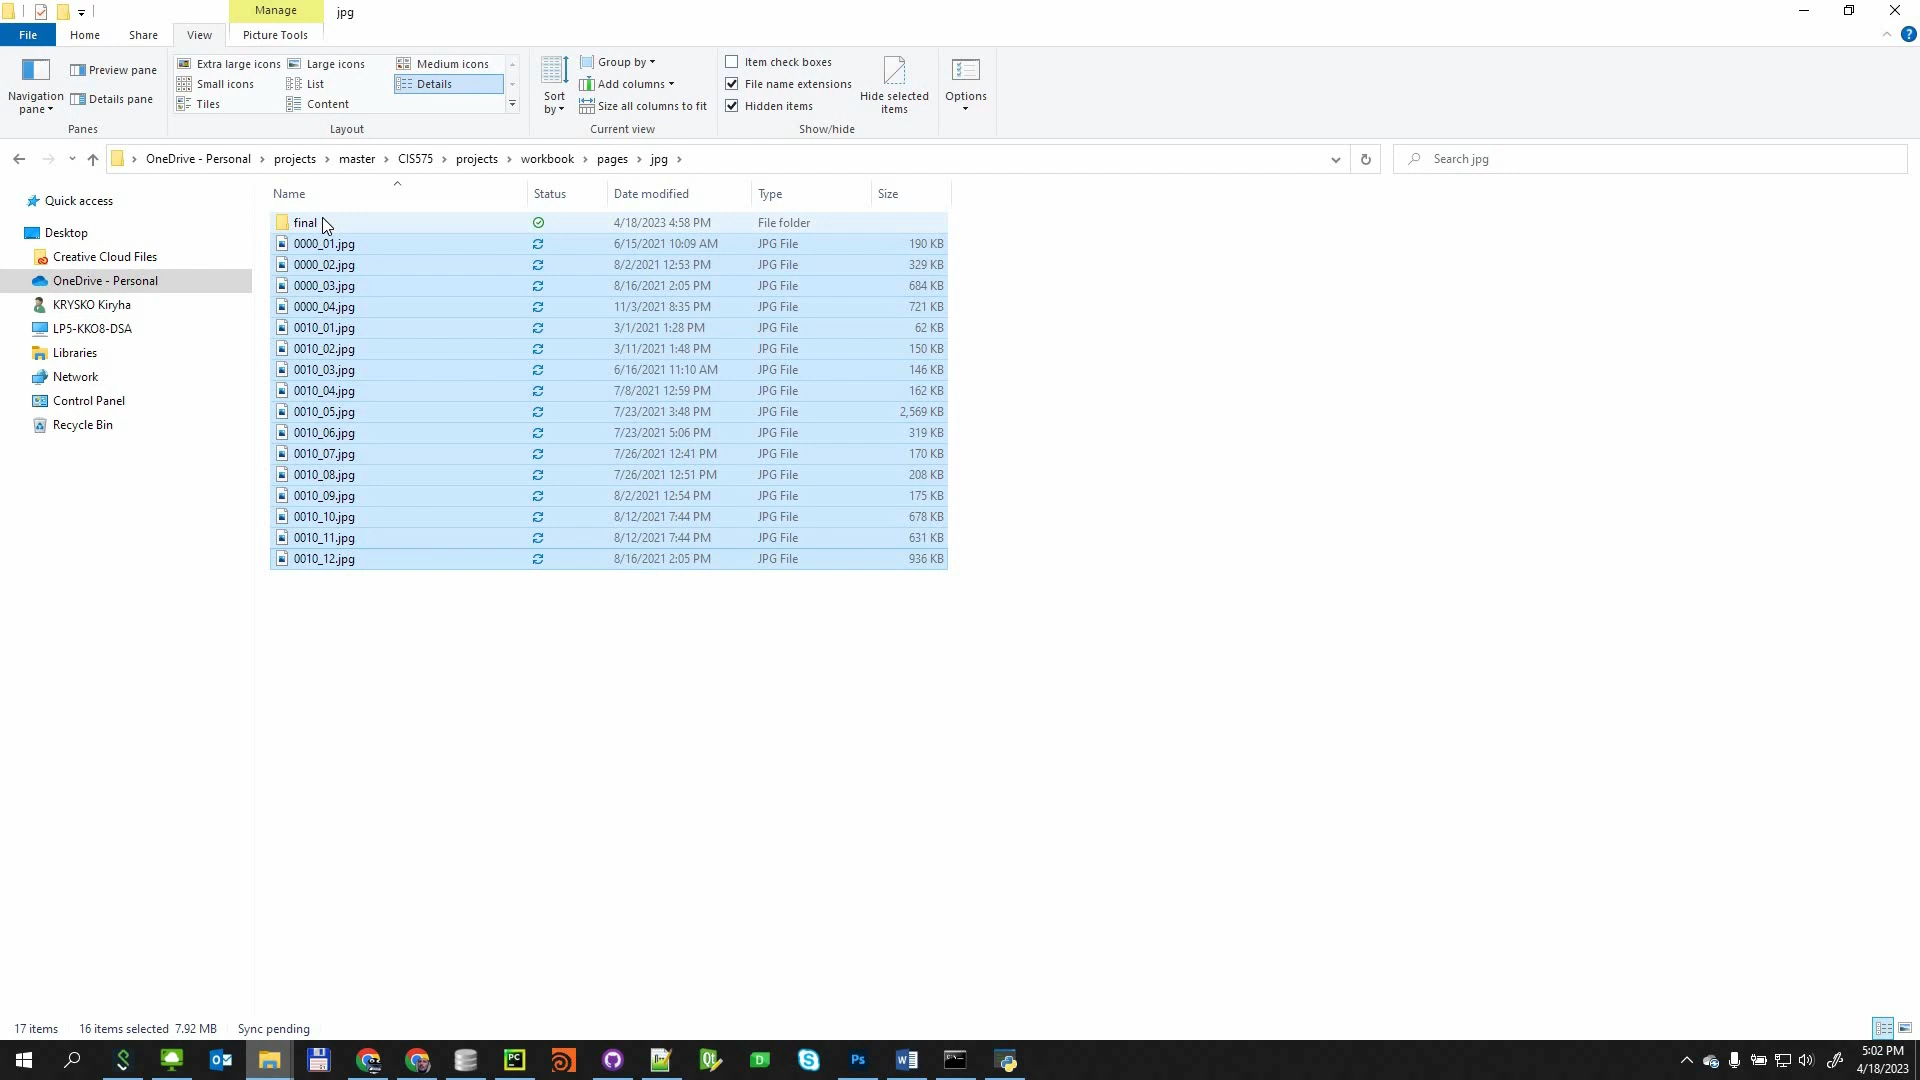 Manage jpg
File Home Share View Picture Tools
Navigation pane
Preview pane
Details pane
Panes
Extra large icons Large icons Medium icons
Small icons List Details
Tiles Content
Layout
Sort by
Group by
Add columns
Size all columns to fit
Current view
Item check boxes
File name extensions
Hidden items
Hide selected items
Show/hide
Options
OneDrive - Personal › projects › master › CIS575 › projects › workbook › pages › jpg ›
Search jpg
Quick access
Desktop
Creative Cloud Files
OneDrive - Personal
KRYSKO Kiryha
LP5-KKO8-DSA
Libraries
Network
Control Panel
Recycle Bin
Name Status Date modified Type Size
final 4/18/2023 4:58 PM File folder
0000_01.jpg 6/15/2021 10:09 AM JPG File 190 KB
0000_02.jpg 8/2/2021 12:53 PM JPG File 329 KB
0000_03.jpg 8/16/2021 2:05 PM JPG File 684 KB
0000_04.jpg 11/3/2021 8:35 PM JPG File 721 KB
0010_01.jpg 3/1/2021 1:28 PM JPG File 62 KB
0010_02.jpg 3/11/2021 1:48 PM JPG File 150 KB
0010_03.jpg 6/16/2021 11:10 AM JPG File 146 KB
0010_04.jpg 7/8/2021 12:59 PM JPG File 162 KB
0010_05.jpg 7/23/2021 3:48 PM JPG File 2,569 KB
0010_06.jpg 7/23/2021 5:06 PM JPG File 319 KB
0010_07.jpg 7/26/2021 12:41 PM JPG File 170 KB
0010_08.jpg 7/26/2021 12:51 PM JPG File 208 KB
0010_09.jpg 8/2/2021 12:54 PM JPG File 175 KB
0010_10.jpg 8/12/2021 7:44 PM JPG File 678 KB
0010_11.jpg 8/12/2021 7:44 PM JPG File 631 KB
0010_12.jpg 8/16/2021 2:05 PM JPG File 936 KB
17 items 16 items selected 7.92 MB Sync pending
5:02 PM
4/18/2023